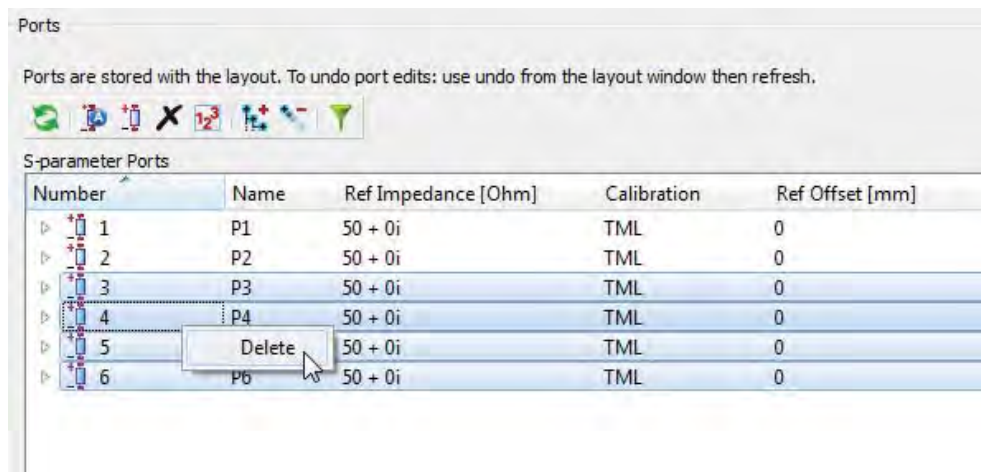 Ports
Ports are stored with the layout. To undo port edits: use undo from the layout window then refresh.
S-parameter Ports
Number Name Ref Impedance [Ohm] Calibration Ref Offset [mm]
1 P1 50 + 0i TML 0
2 P2 50 + 0i TML 0
3 P3 50 + 0i TML 0
4 P4 50 + 0i TML 0
5 Delete 50 + 0i TML 0
6 P6 50 + 0i TML 0